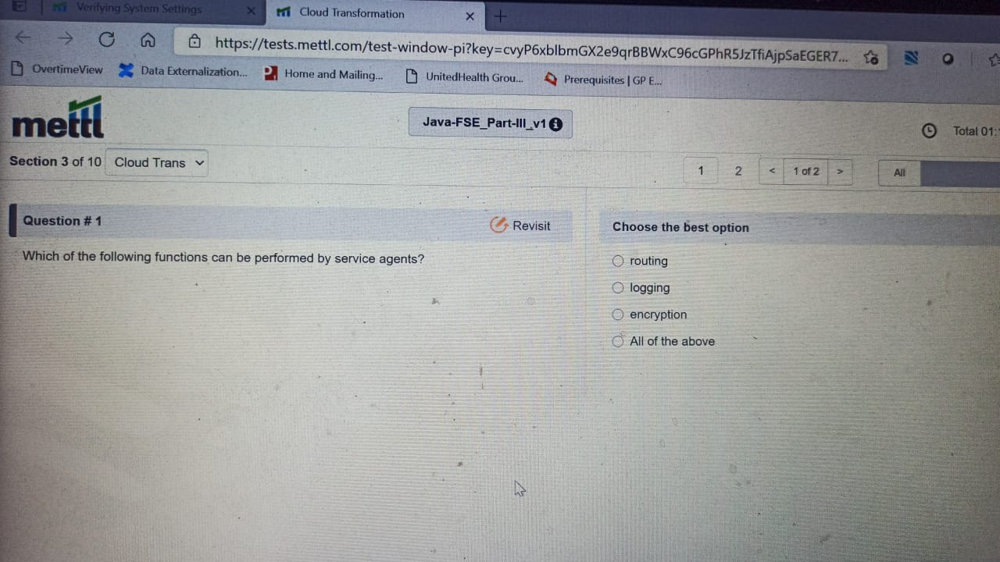 Verifying System Settings
Cloud Transformation
https://tests.mettl.com/test-window-pi?key=cvyP6xblbmGX2e9qrBBWxC96cGPhR5JzTfiAjpSaEGER7...
OvertimeView
Data Externalization...
Home and Mailing...
UnitedHealth Grou...
Prerequisites | GP E...
mettl
Java-FSE_Part-III_v1
Total 01:
Section 3 of 10
Cloud Trans
1
2
<
1 of 2
>
All
Question # 1
Revisit
Choose the best option
Which of the following functions can be performed by service agents?
routing
logging
encryption
All of the above